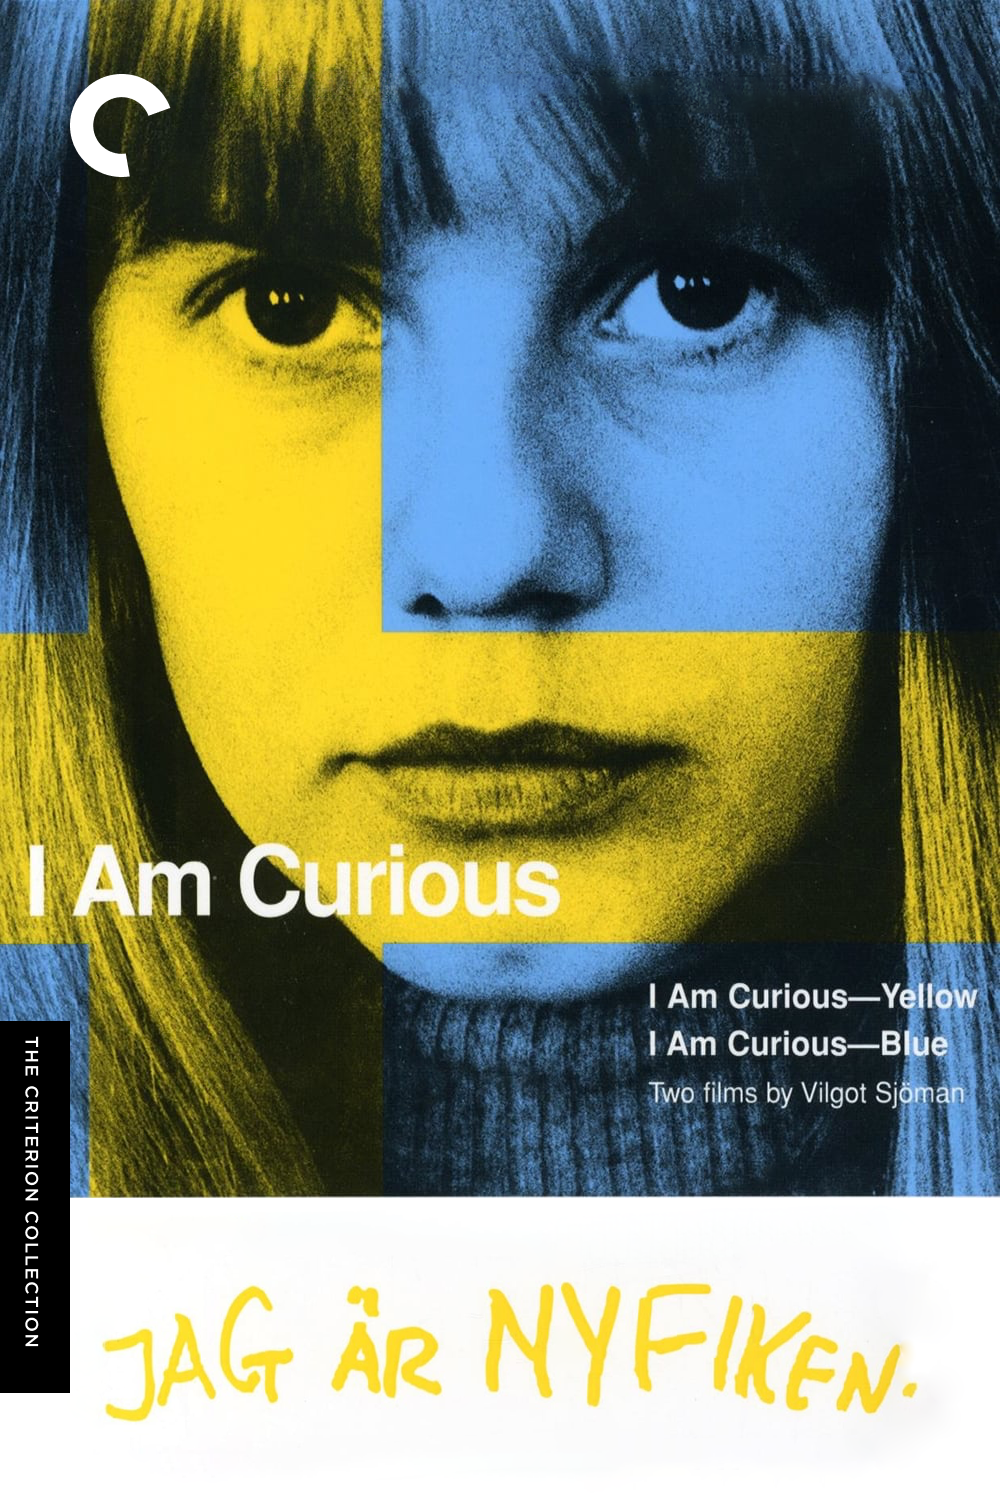 I Am Curious
I Am Curious—Yellow
I Am Curious—Blue
Two films by Vilgot Sjöman
THE CRITERION COLLECTION
JAG ÄR NYFIKEN.